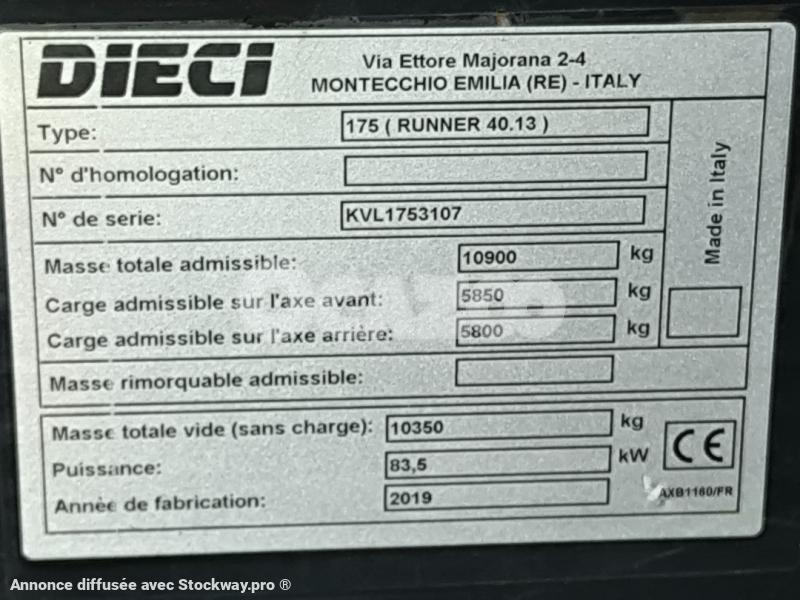 DIECI
Via Ettore Majorana 2-4
MONTECCHIO EMILIA (RE) - ITALY
Type: 175 ( RUNNER 40.13 )
N° d'homologation:
N° de serie: KVL1753107
Made in Italy
Masse totale admissible: 10900 kg
Carge admissible sur l'axe avant: 5850 kg
Carge admissible sur l'axe arrière: 5800 kg
Masse rimorquable admissible:
Masse totale vide (sans charge): 10350 kg
Puissance: 83,5 kW
Annèe de fabrication: 2019
CE
AXB1160/FR
Annonce diffusée avec Stockway.pro ®